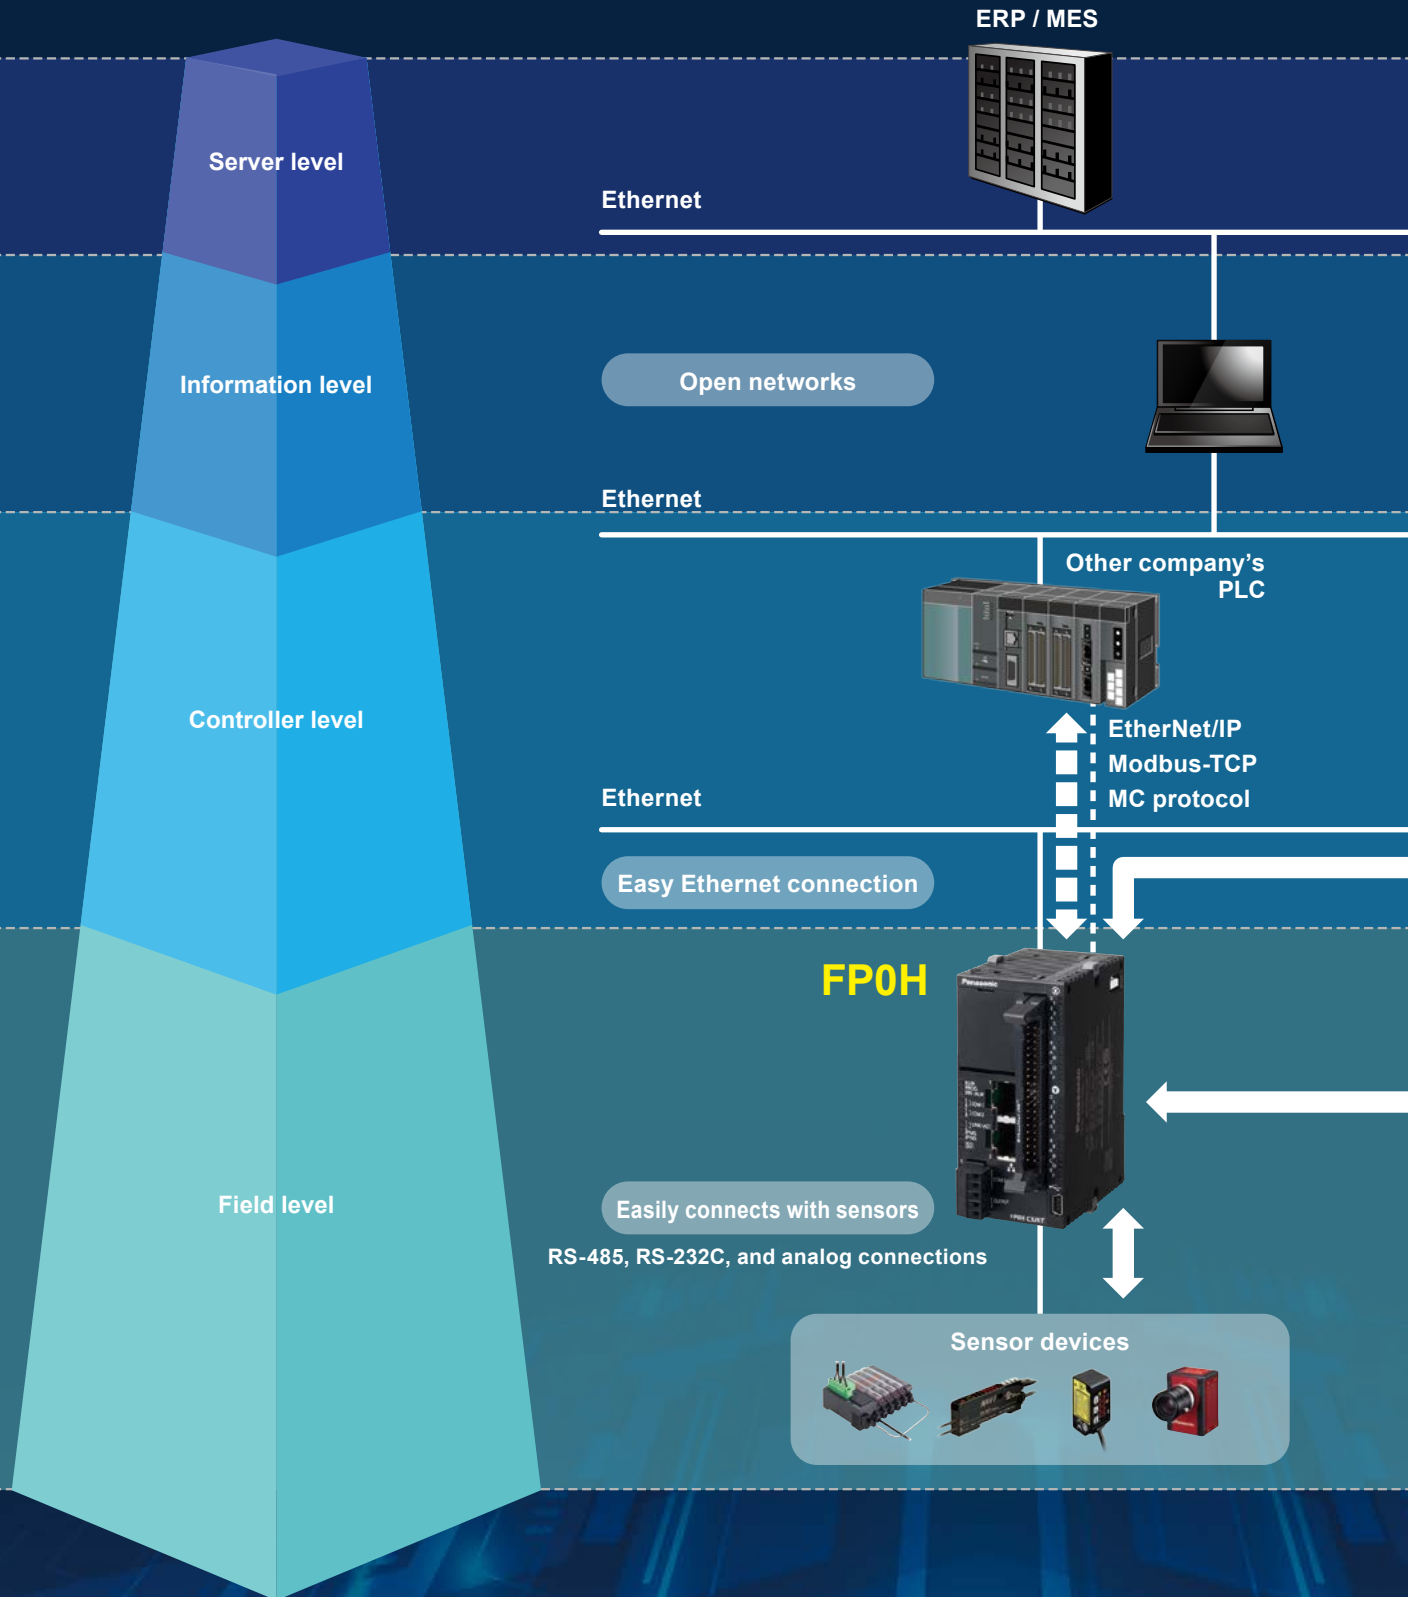 ERP / MES
Server level
Ethernet
Information level
Open networks
Ethernet
Other company's
PLC
Controller level
EtherNet/IP
Modbus-TCP
MC protocol
Ethernet
Easy Ethernet connection
FP0H
Panasonic
Field level
Easily connects with sensors
RS-485, RS-232C, and analog connections
Sensor devices